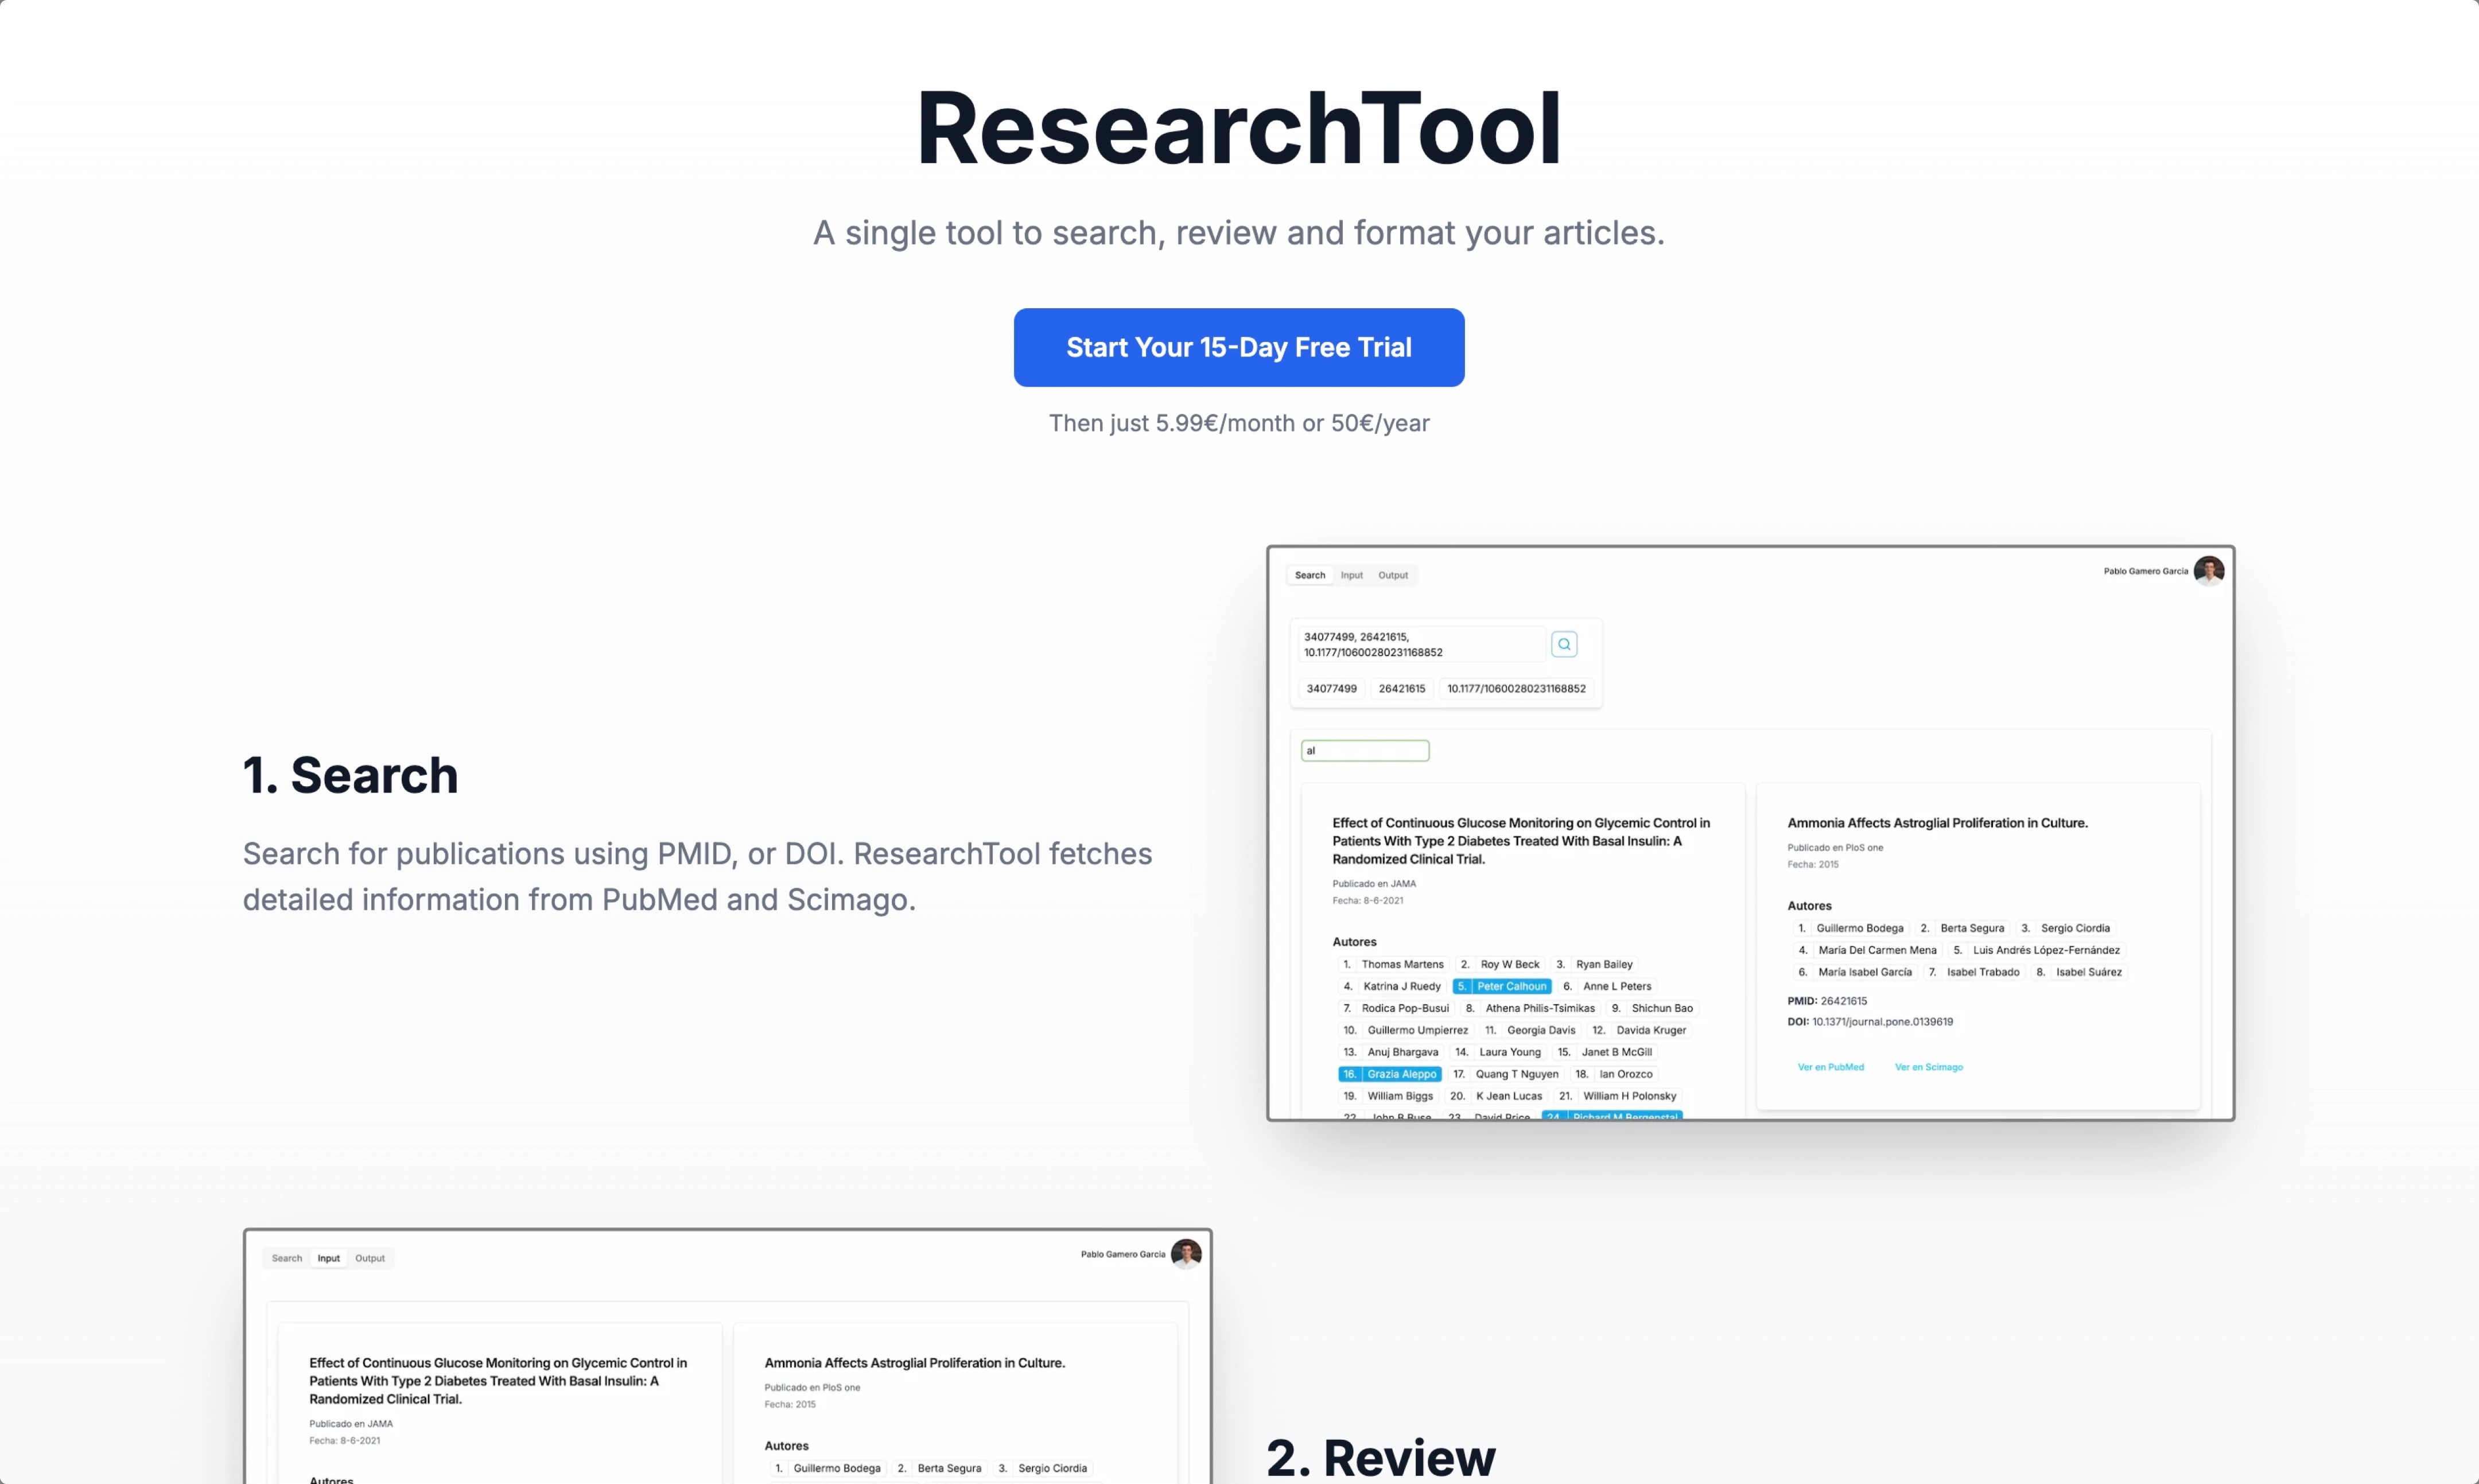 ResearchTool
A single tool to search, review and format your articles.
Start Your 15-Day Free Trial
Then just 5.99€/month or 50€/year
Search Input Output
Pablo Gamero Garcia
34077499, 26421615,
10.1177/10600280231168852
34077499 26421615 10.1177/10600280231168852
al
1. Search
Search for publications using PMID, or DOI. ResearchTool fetches
detailed information from PubMed and Scimago.
Effect of Continuous Glucose Monitoring on Glycemic Control in
Patients With Type 2 Diabetes Treated With Basal Insulin: A
Randomized Clinical Trial.
Publicado en JAMA
Fecha: 8-6-2021
Autores
1. Thomas Martens 2. Roy W Beck 3. Ryan Bailey
4. Katrina J Ruedy 5. Peter Calhoun 6. Anne L Peters
7. Rodica Pop-Busui 8. Athena Philis-Tsimikas 9. Shichun Bao
10. Guillermo Umpierrez 11. Georgia Davis 12. Davida Kruger
13. Anuj Bhargava 14. Laura Young 15. Janet B McGill
16. Grazia Aleppo 17. Quang T Nguyen 18. Ian Orozco
19. William Biggs 20. K Jean Lucas 21. William H Polonsky
22. John B Buse 23. David Price 24. Richard M Bergenstal
Ammonia Affects Astroglial Proliferation in Culture.
Publicado en PloS one
Fecha: 2015
Autores
1. Guillermo Bodega 2. Berta Segura 3. Sergio Ciordia
4. María Del Carmen Mena 5. Luis Andrés López-Fernández
6. María Isabel García 7. Isabel Trabado 8. Isabel Suárez
PMID: 26421615
DOI: 10.1371/journal.pone.0139619
Ver en PubMed Ver en Scimago
Search Input Output
Pablo Gamero Garcia
Effect of Continuous Glucose Monitoring on Glycemic Control in
Patients With Type 2 Diabetes Treated With Basal Insulin: A
Randomized Clinical Trial.
Publicado en JAMA
Fecha: 8-6-2021
Autores
Ammonia Affects Astroglial Proliferation in Culture.
Publicado en PloS one
Fecha: 2015
Autores
1. Guillermo Bodega 2. Berta Segura 3. Sergio Ciordia
2. Review